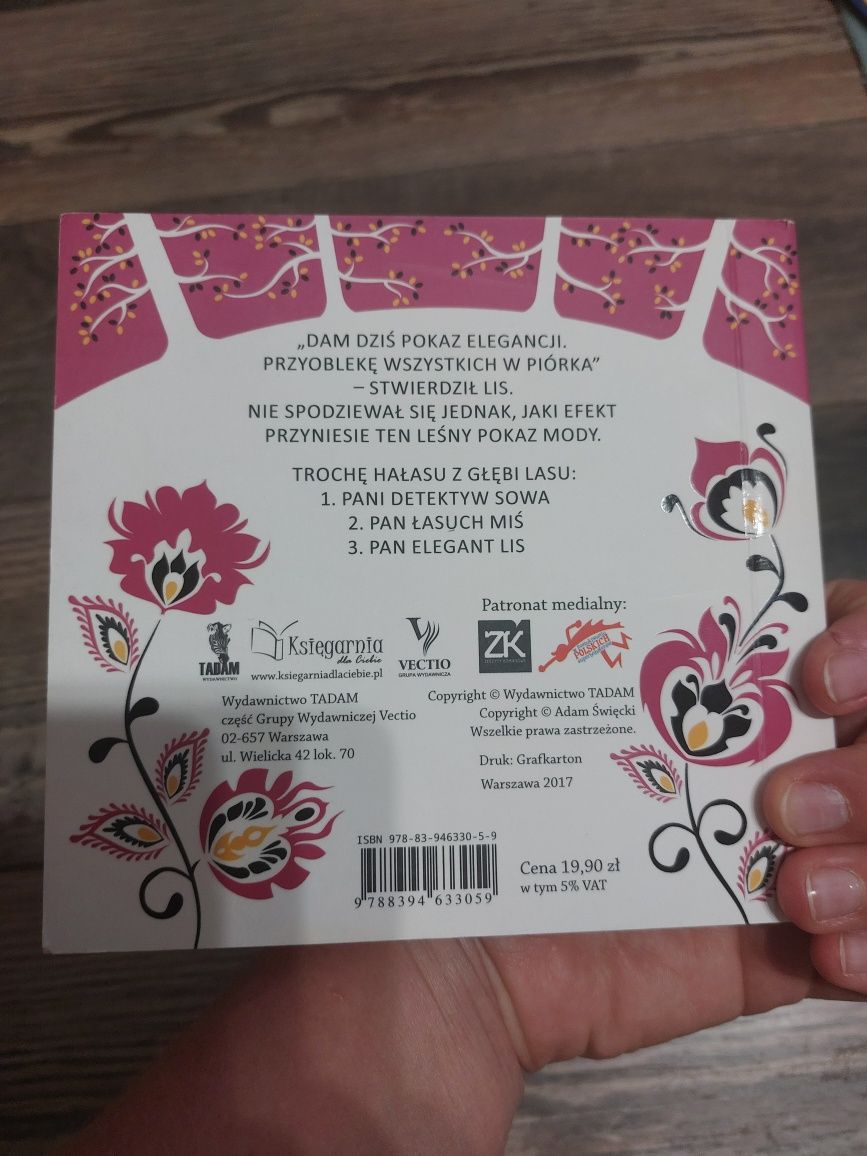 „DAM DZIŚ POKAZ ELEGANCJI.
PRZYOBLEKĘ WSZYSTKICH W PIÓRKA”
– STWIERDZIŁ LIS.
NIE SPODZIEWAŁ SIĘ JEDNAK, JAKI EFEKT
PRZYNIESIE TEN LEŚNY POKAZ MODY.
TROCHĘ HAŁASU Z GŁĘBI LASU:
1. PANI DETEKTYW SOWA
2. PAN ŁASUCH MIŚ
3. PAN ELEGANT LIS
Patronat medialny:
TADAM
WYDAWNICTWO
Księgarnia
dla Ciebie
www.ksiegarniadlaciebie.pl
VECTIO
GRUPA WYDAWNICZA
ZK
ZESZYTY KOMIKSOWE
POLSKICH
Wydawnictwo TADAM
część Grupy Wydawniczej Vectio
02-657 Warszawa
ul. Wielicka 42 lok. 70
Copyright © Wydawnictwo TADAM
Copyright © Adam Święcki
Wszelkie prawa zastrzeżone.
Druk: Grafkarton
Warszawa 2017
ISBN 978-83-946330-5-9
9 788394 633059
Cena 19,90 zł
w tym 5% VAT